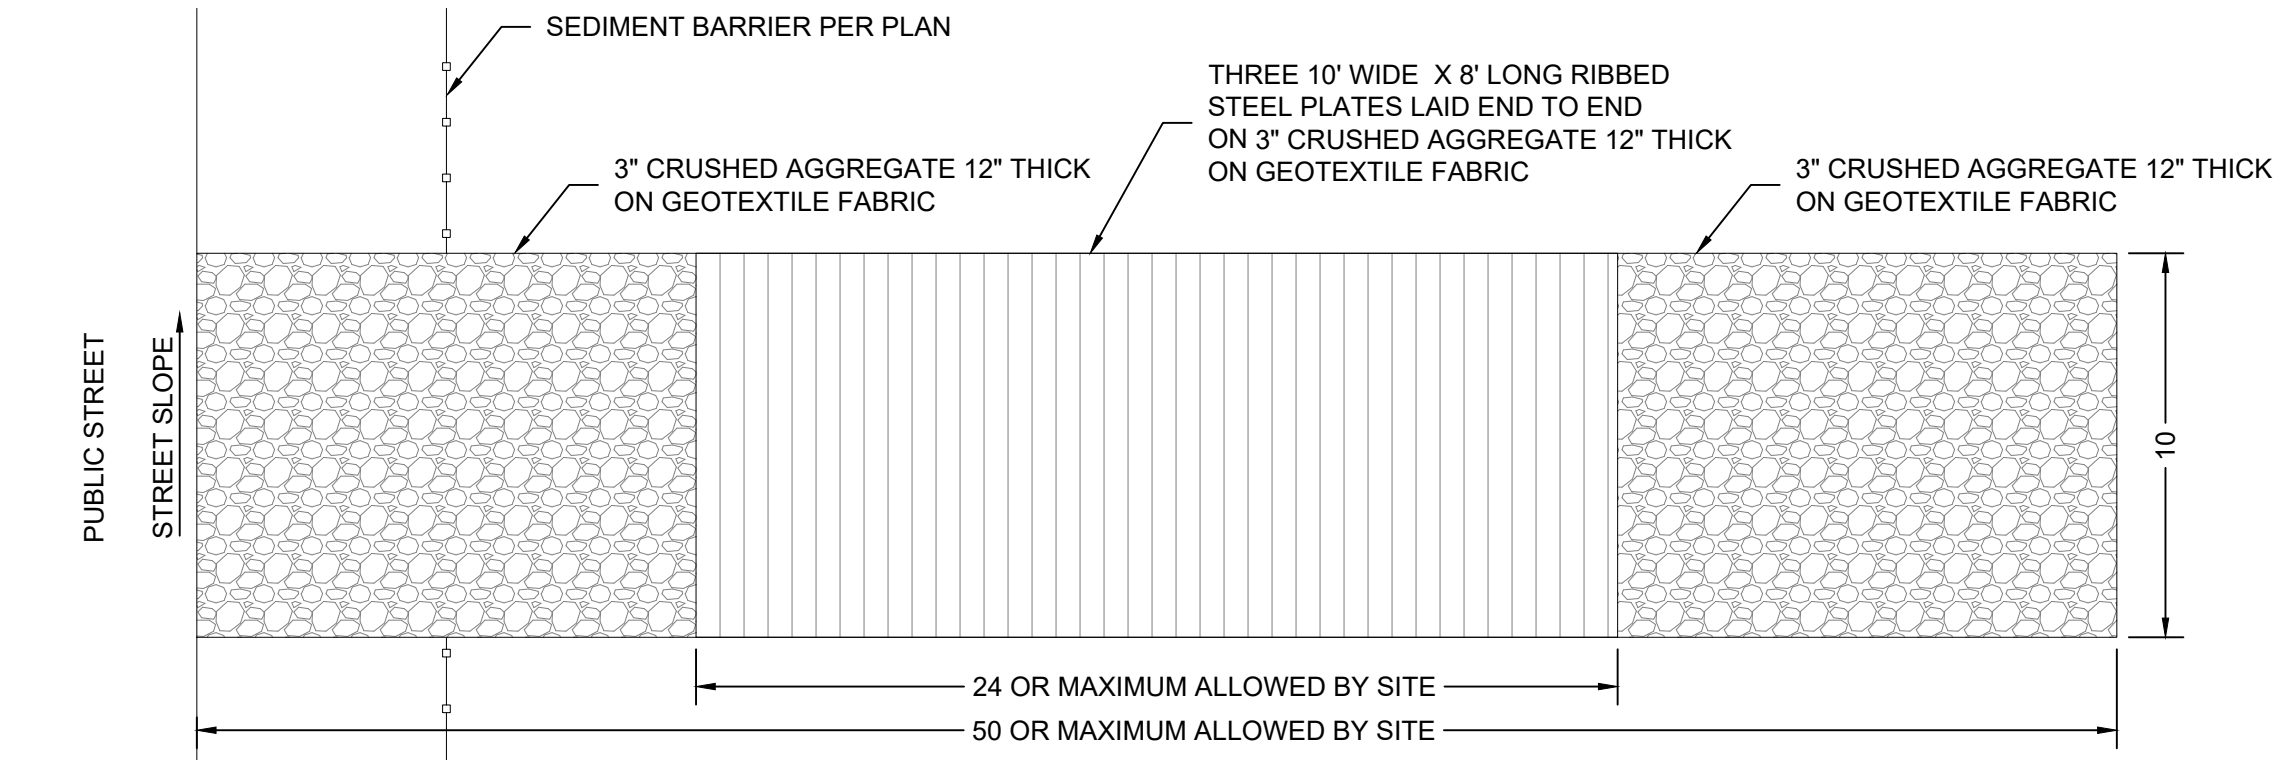 SEDIMENT BARRIER PER PLAN
THREE 10' WIDE X 8' LONG RIBBED
STEEL PLATES LAID END TO END
ON 3" CRUSHED AGGREGATE 12" THICK
ON GEOTEXTILE FABRIC
3" CRUSHED AGGREGATE 12" THICK
ON GEOTEXTILE FABRIC
3" CRUSHED AGGREGATE 12" THICK
ON GEOTEXTILE FABRIC
PUBLIC STREET
STREET SLOPE
10
24 OR MAXIMUM ALLOWED BY SITE
50 OR MAXIMUM ALLOWED BY SITE